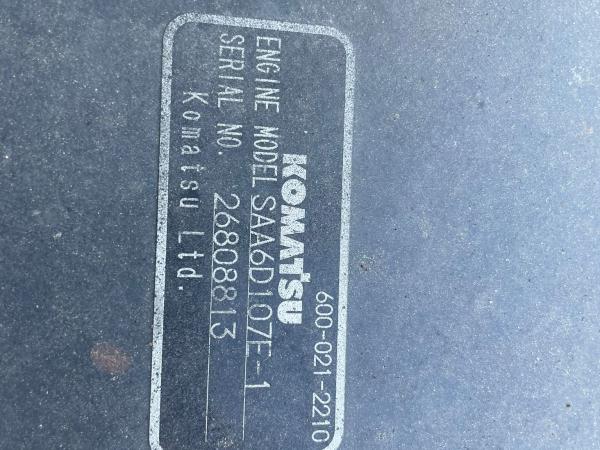 600-021-2210
KOMATSU
ENGINE MODEL SAA6D107E-1
SERIAL NO. 26808813
Komatsu Ltd.